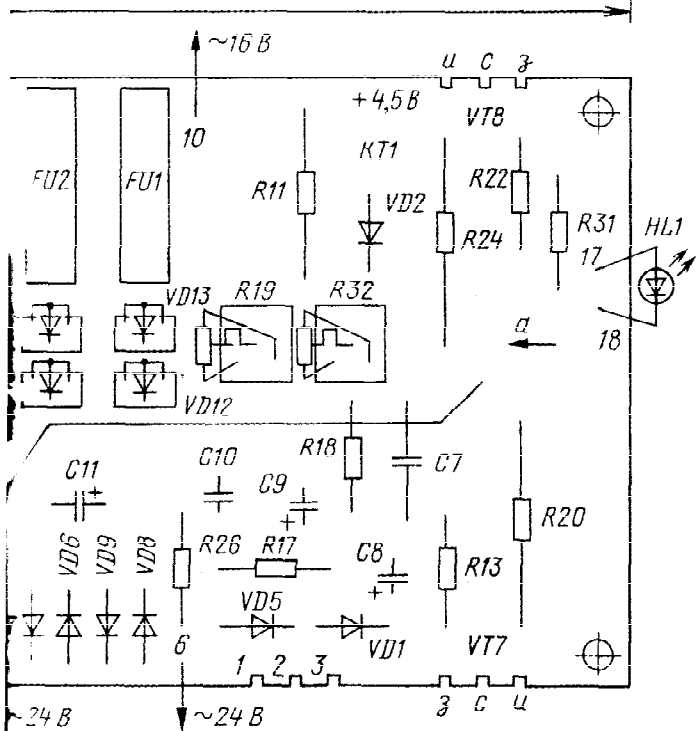 ~16 В
и с з
+4,5 В
VT8
10
КТ1
FU2 FU1
R11
R22
VD2
R24
R31 HL1
17
VD13 R19 R32
а
18
VD12
R18
C11 C10 C9 C7
R20
VD6 VD9 VD8
R26 R17 C8 R13
VD5
6
VD1 VT7
1 2 3
з с и
~24 В ~24 В